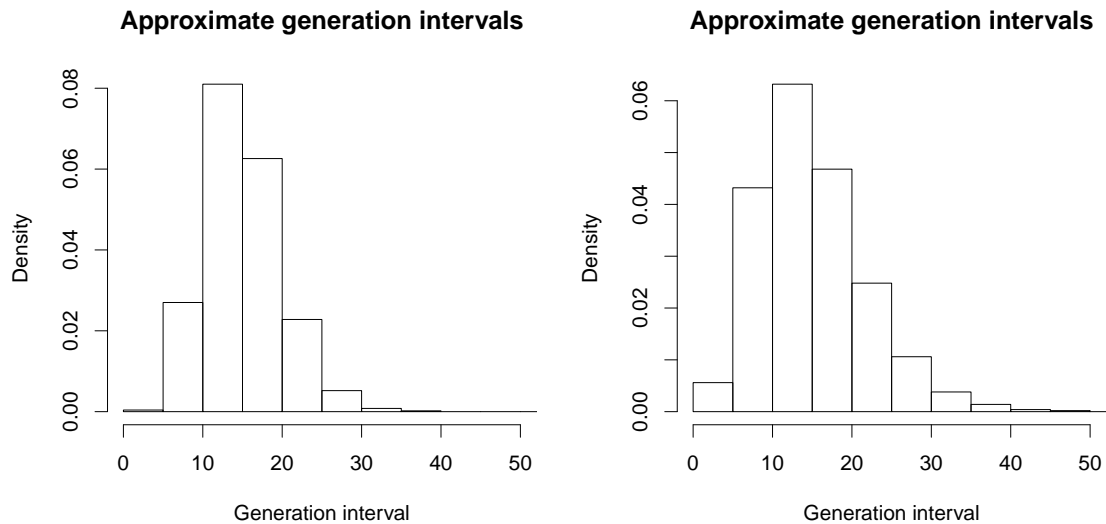 Approximate generation intervals
Density
0.00 0.02 0.04 0.06 0.08
0 10 20 30 40 50
Generation interval
Approximate generation intervals
Density
0.00 0.02 0.04 0.06
0 10 20 30 40 50
Generation interval